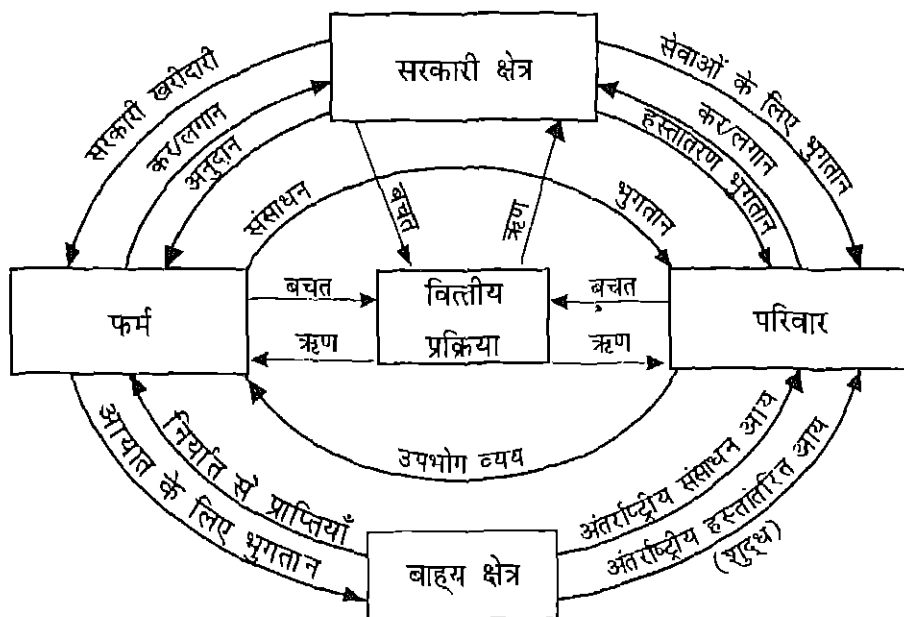 सरकारी क्षेत्र
सरकारी खरीदारी
कर/लगान
अनुदान
सेवाओं के लिए भुगतान
कर/लगान
हस्तांतरण भुगतान
संसाधन
भुगतान
बचत
ऋण
फर्म
बचत
वित्तीय
प्रक्रिया
बचत
परिवार
ऋण
ऋण
उपभोग व्यय
निर्यात से प्राप्तियाँ
आयात के लिए भुगतान
बाह्य क्षेत्र
अंतर्राष्ट्रीय संसाधन आय
अंतर्राष्ट्रीय हस्तांतरित आय
(शुद्ध)